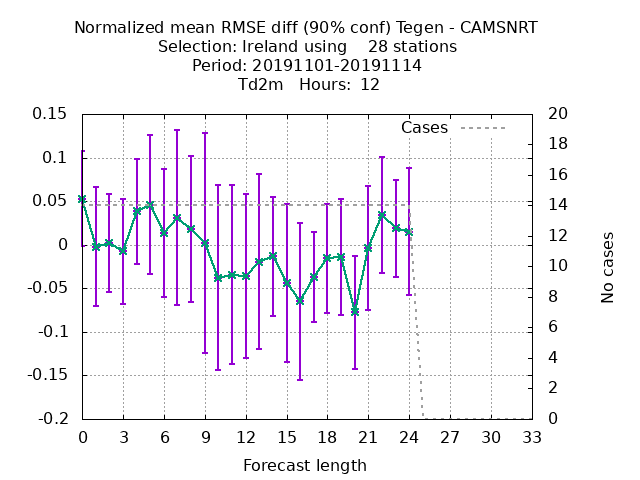 Normalized mean RMSE diff (90% conf) Tegen - CAMSNRT
Selection: Ireland using    28 stations
Period: 20191101-20191114
Td2m   Hours:  12
Cases
0.15
0.1
0.05
0
-0.05
-0.1
-0.15
-0.2
20
18
16
14
12
10
8
6
4
2
0
No cases
0 3 6 9 12 15 18 21 24 27 30 33
Forecast length